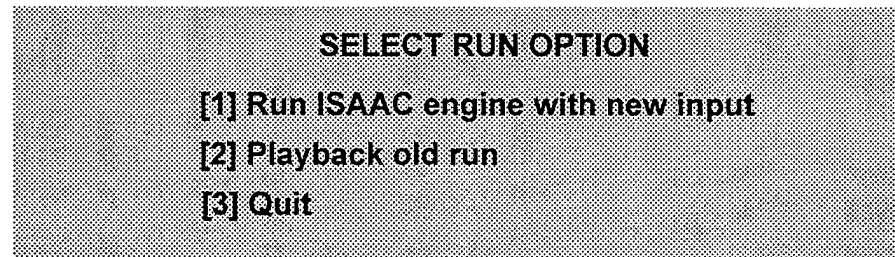 SELECT RUN OPTION
[1] Run ISAAC engine with new input
[2] Playback old run
[3] Quit